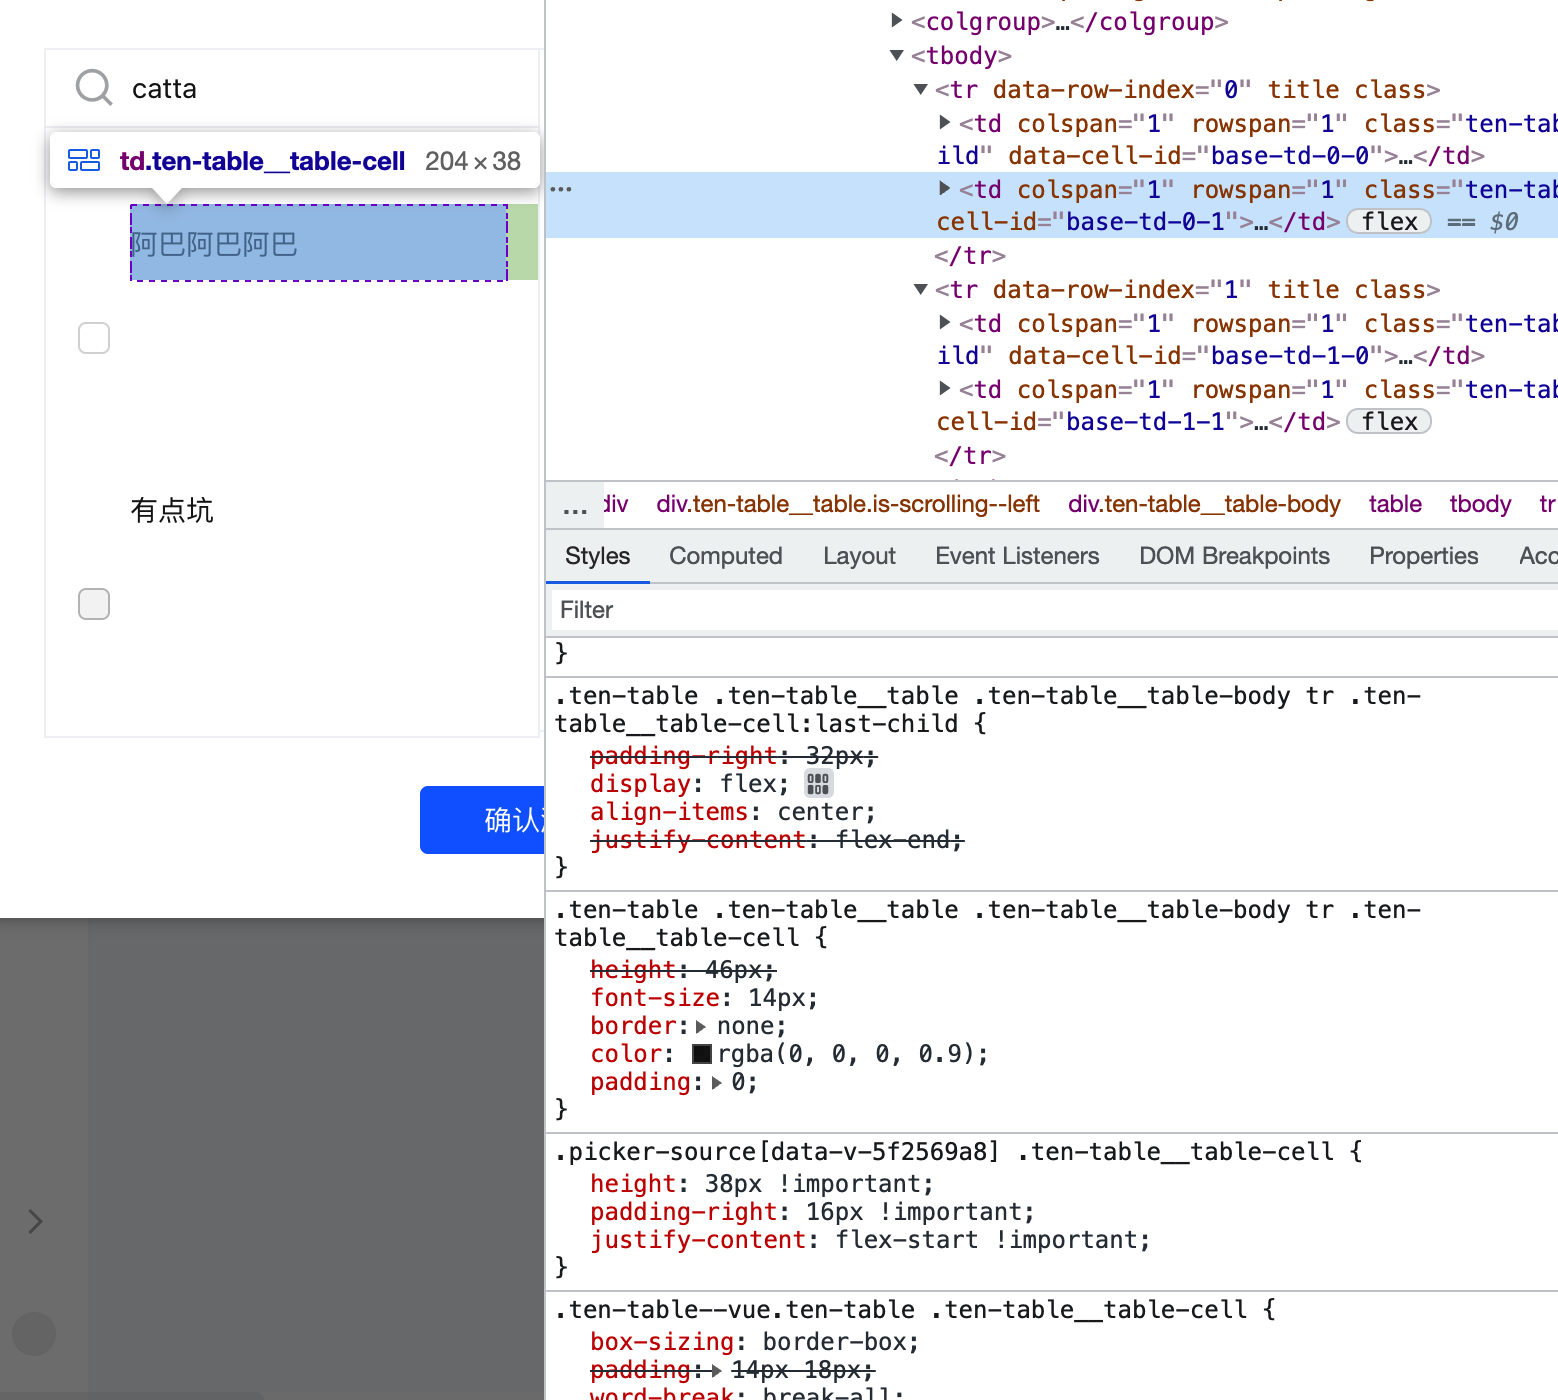 catta
td.ten-table__table-cell 204 × 38
阿巴阿巴阿巴
有点坑
确认
<colgroup>…</colgroup>
<tbody>
<tr data-row-index="0" title class>
<td colspan="1" rowspan="1" class="ten-tab
ild" data-cell-id="base-td-0-0">…</td>
… <td colspan="1" rowspan="1" class="ten-tab
cell-id="base-td-0-1">…</td> flex == $0
</tr>
<tr data-row-index="1" title class>
<td colspan="1" rowspan="1" class="ten-tab
ild" data-cell-id="base-td-1-0">…</td>
<td colspan="1" rowspan="1" class="ten-tab
cell-id="base-td-1-1">…</td> flex
</tr>
… div div.ten-table__table.is-scrolling--left div.ten-table__table-body table tbody tr
Styles Computed Layout Event Listeners DOM Breakpoints Properties Acc
Filter
}
.ten-table .ten-table__table .ten-table__table-body tr .ten-
table__table-cell:last-child {
padding-right: 32px;
display: flex;
align-items: center;
justify-content: flex-end;
}
.ten-table .ten-table__table .ten-table__table-body tr .ten-
table__table-cell {
height: 46px;
font-size: 14px;
border: none;
color: rgba(0, 0, 0, 0.9);
padding: 0;
}
.picker-source[data-v-5f2569a8] .ten-table__table-cell {
height: 38px !important;
padding-right: 16px !important;
justify-content: flex-start !important;
}
.ten-table--vue.ten-table .ten-table__table-cell {
box-sizing: border-box;
padding: 14px 18px;
word-break: break-all;